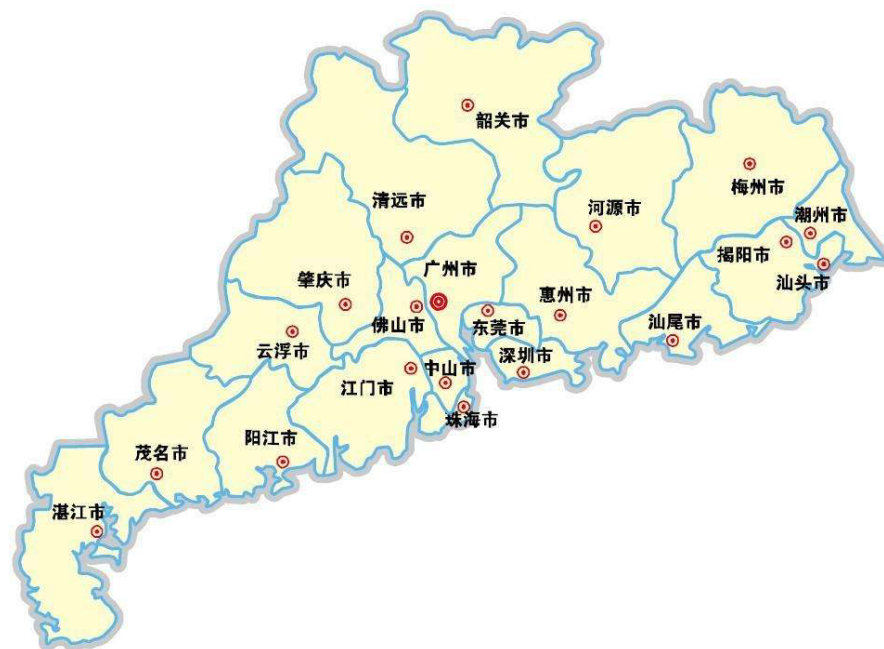 韶关市
梅州市
清远市
河源市
潮州市
揭阳市
广州市
汕头市
肇庆市
惠州市
佛山市
东莞市
汕尾市
云浮市
深圳市
中山市
江门市
珠海市
阳江市
茂名市
湛江市